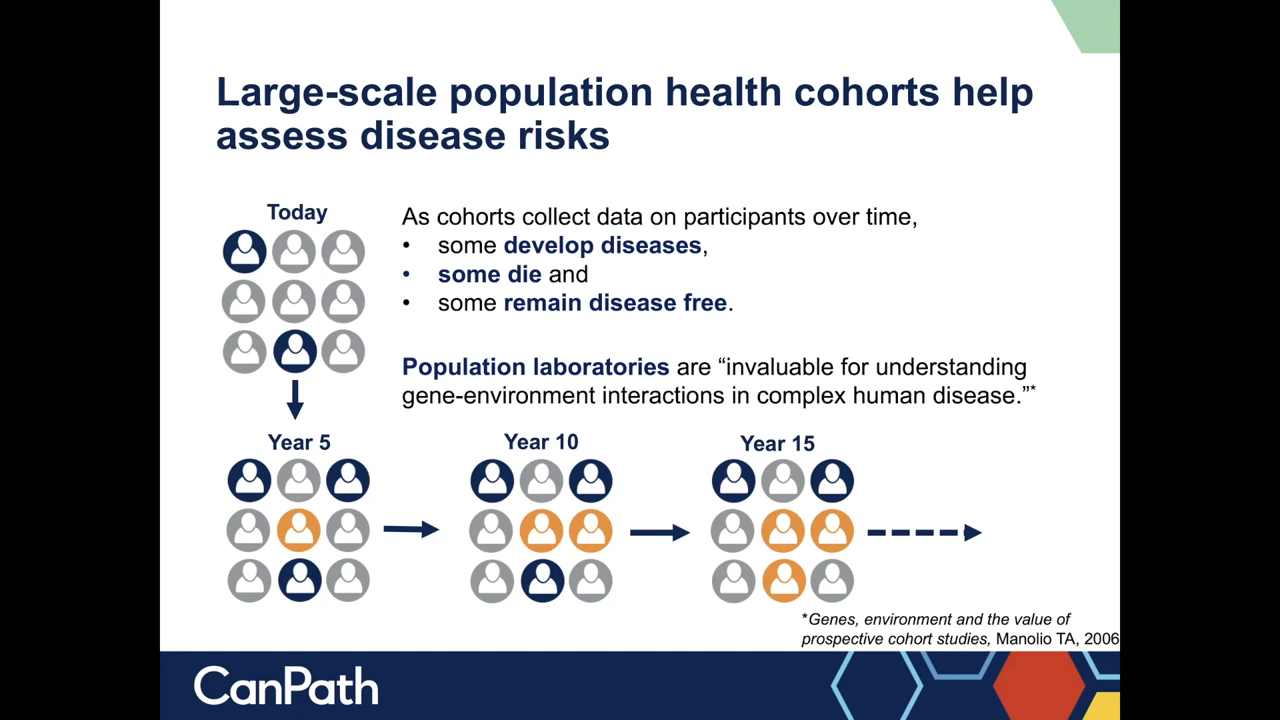 Large-scale population health cohorts help
assess disease risks
Today
As cohorts collect data on participants over time,
• some develop diseases,
• some die and
• some remain disease free.
Population laboratories are “invaluable for understanding
gene-environment interactions in complex human disease.”*
Year 5
Year 10
Year 15
*Genes, environment and the value of
prospective cohort studies, Manolio TA, 2006
CanPath